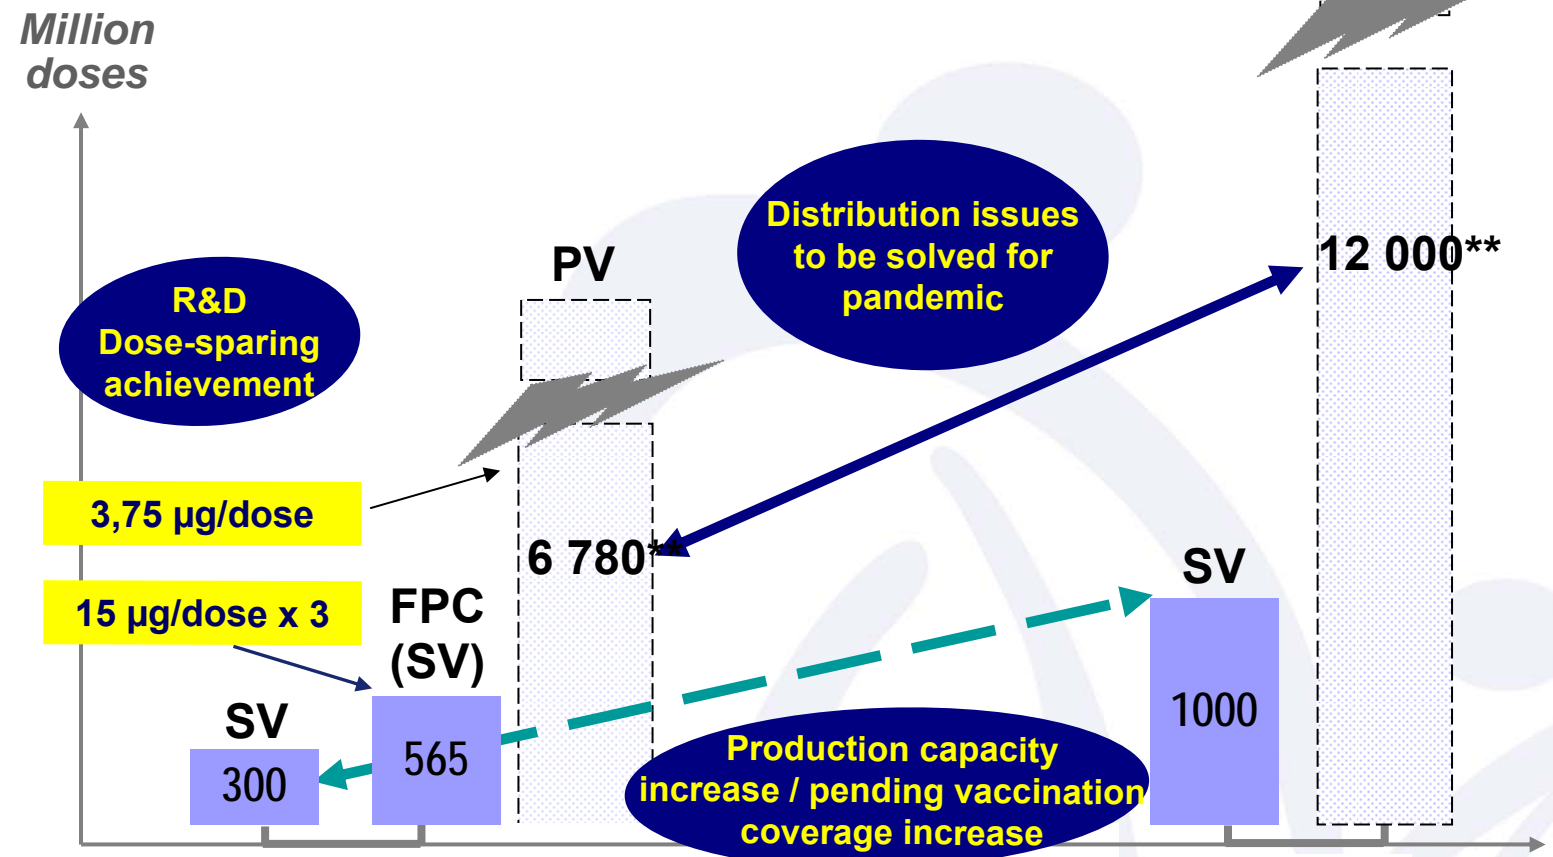 Million
doses
12 000**
Distribution issues
to be solved for
pandemic
PV
R&D
Dose-sparing
achievement
3,75 µg/dose
6 780**
15 µg/dose x 3
FPC
(SV)
SV
SV
300
565
1000
Production capacity
increase / pending vaccination
coverage increase